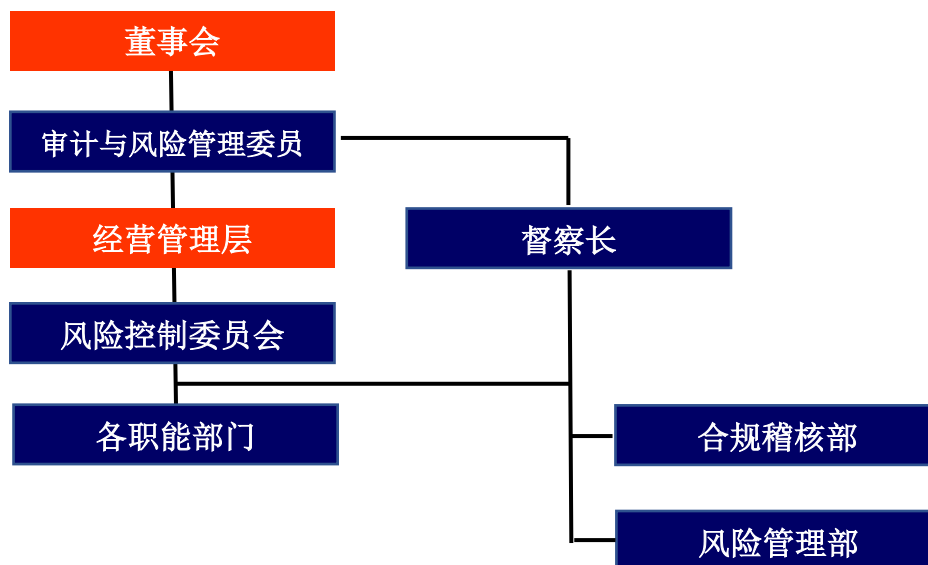 董事会
审计与风险管理委员
经营管理层
督察长
风险控制委员会
各职能部门
合规稽核部
风险管理部